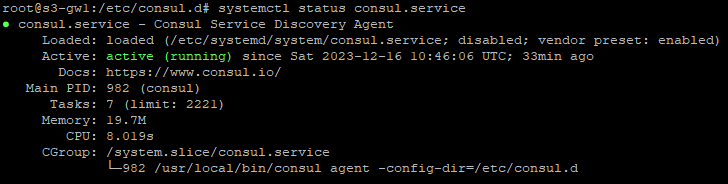 root@s3-gw1:/etc/consul.d# systemctl status consul.service
● consul.service - Consul Service Discovery Agent
Loaded: loaded (/etc/systemd/system/consul.service; disabled; vendor preset: enabled)
Active: active (running) since Sat 2023-12-16 10:46:06 UTC; 33min ago
Docs: https://www.consul.io/
Main PID: 982 (consul)
Tasks: 7 (limit: 2221)
Memory: 19.7M
CPU: 8.019s
CGroup: /system.slice/consul.service
└─982 /usr/local/bin/consul agent -config-dir=/etc/consul.d